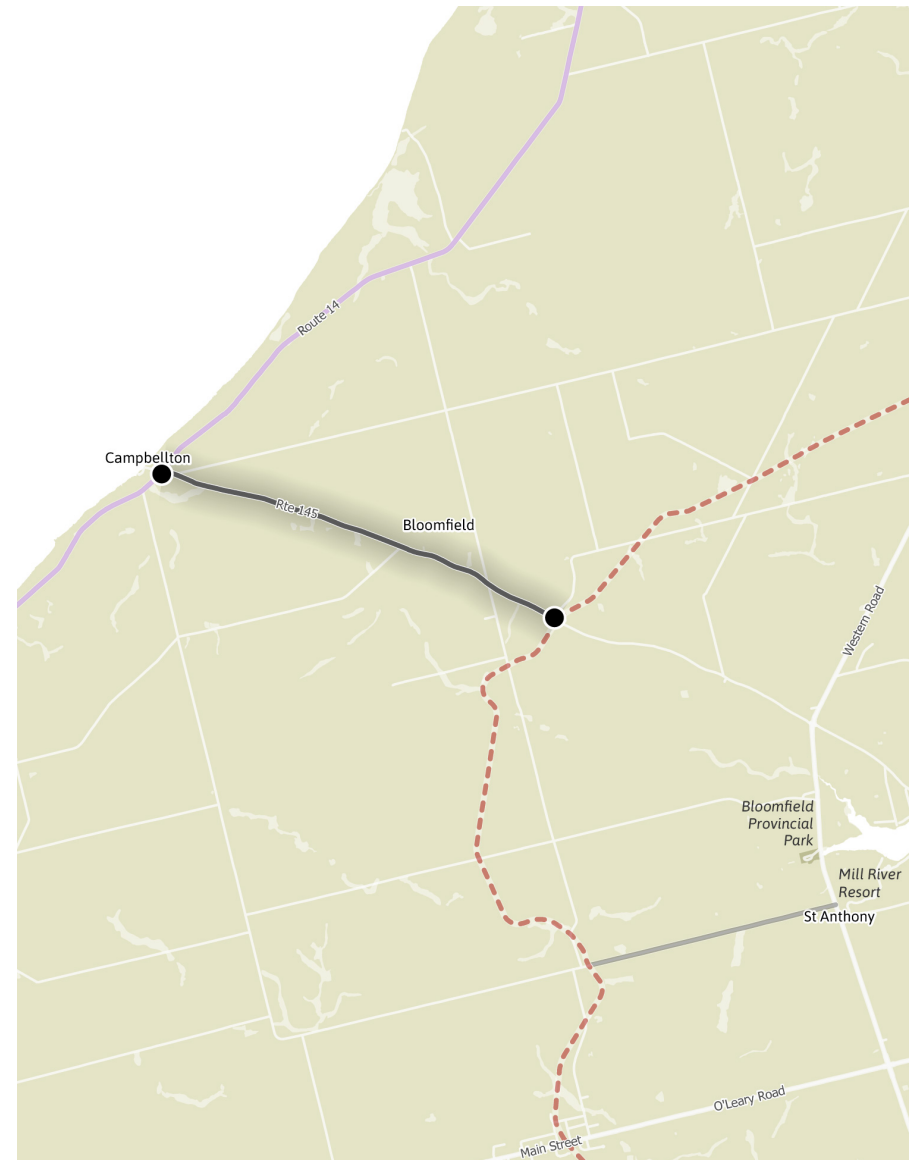 Route 14
Campbellton
Rte 145
Bloomfield
Western Road
Bloomfield
Provincial
Park
Mill River
Resort
St Anthony
O'Leary Road
Main Street